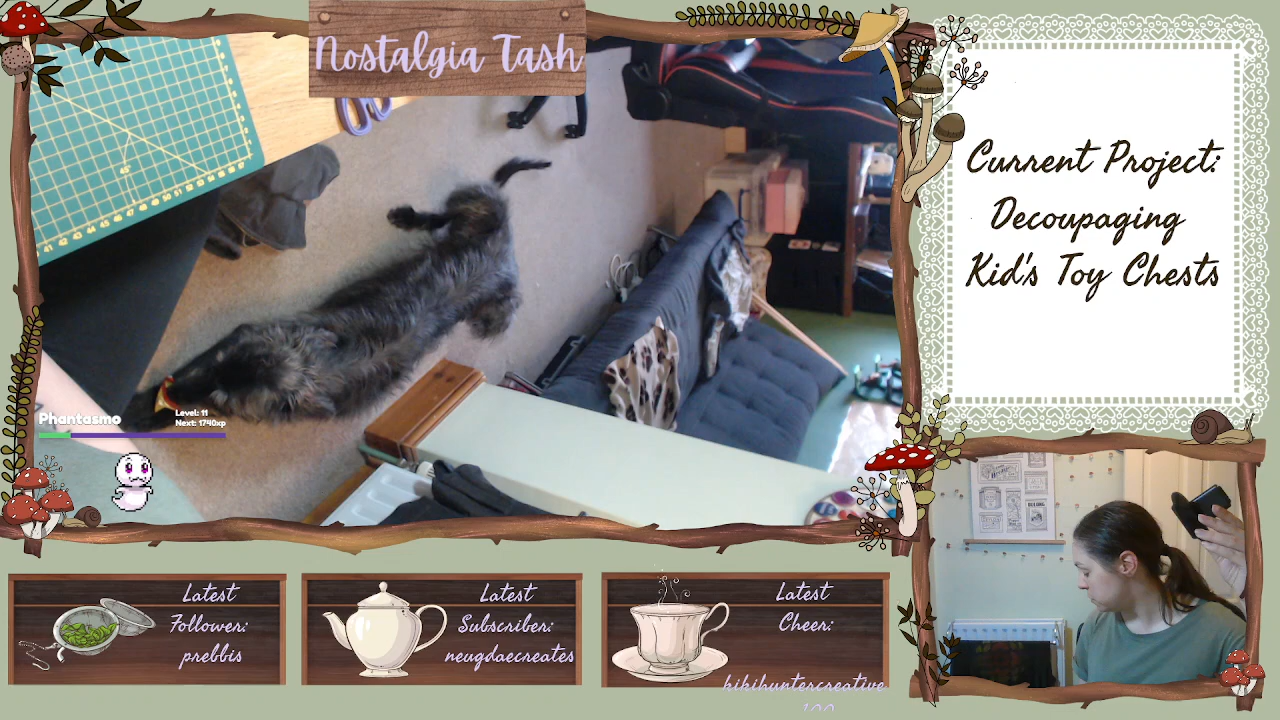 Nostalgia Tash
Current Project:
Decoupaging
Kid's Toy Chests
Phantasmo
Level: 11
Next: 1740xp
Latest
Follower:
prebbis
Latest
Subscriber:
neugdaecreates
Latest
Cheer:
kikihuntercreative